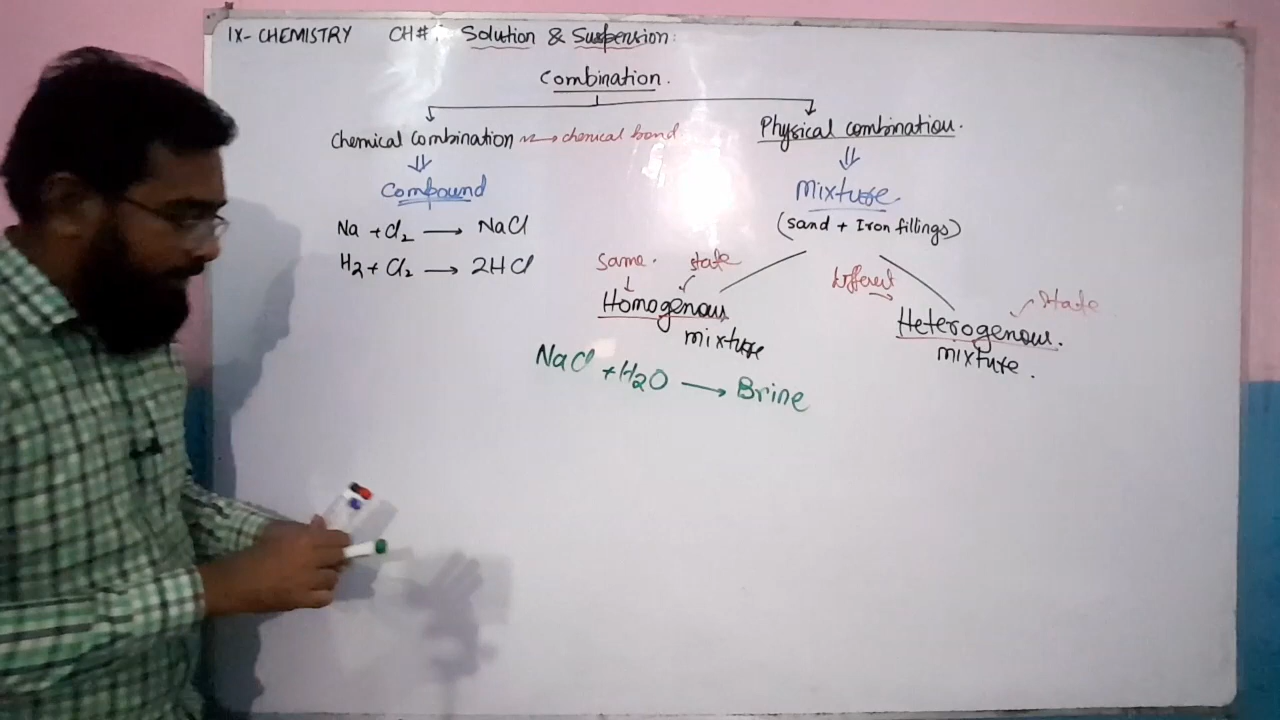 IX- CHEMISTRY CH#: Solution & Suspension:
Combination.
Chemical combination → chemical bond.
Physical combination.
⇓
⇓
Compound
Mixture
Na + Cl₂ → NaCl
(sand + Iron fillings)
H₂ + Cl₂ → 2HCl
Same. state
Different
State
Homogenous
mixture
Heterogenous.
mixture.
NaCl + H₂O → Brine